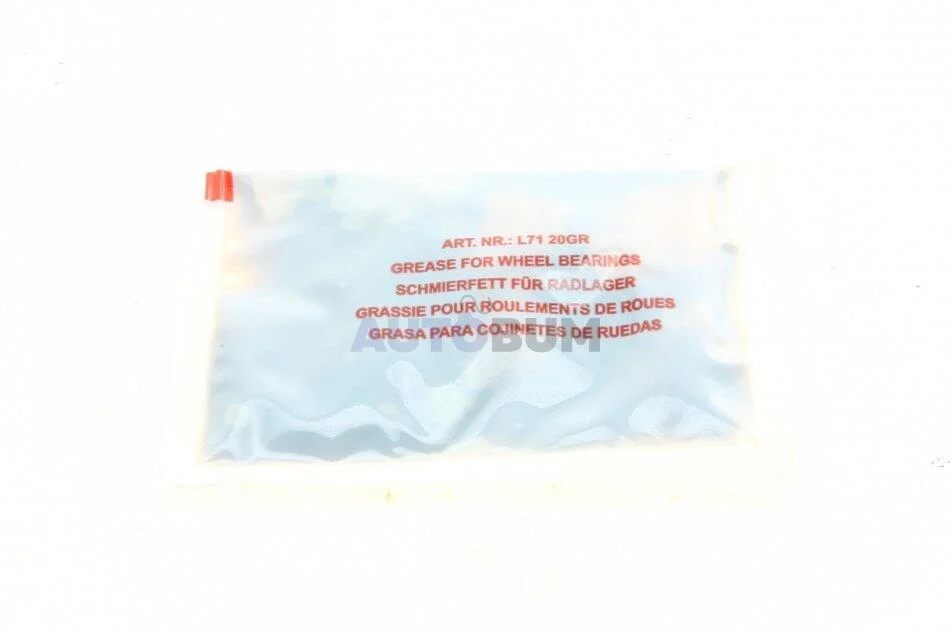 ART. NR.: L71 20GR
GREASE FOR WHEEL BEARINGS
SCHMIERFETT FÜR RADLAGER
GRASSIE POUR ROULEMENTS DE ROUES
GRASA PARA COJINETES DE RUEDAS
AUTOBUM